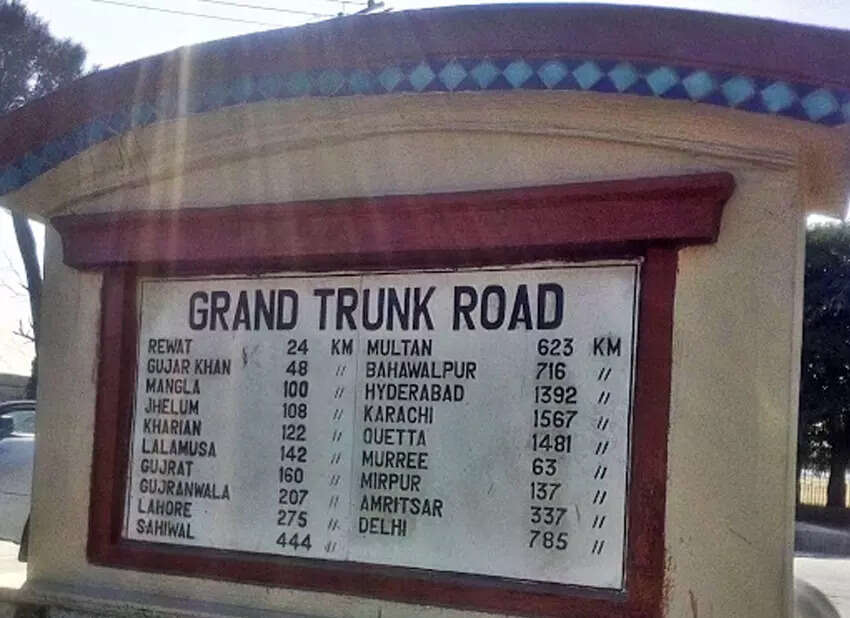 GRAND TRUNK ROAD
REWAT 24 KM
GUJAR KHAN 48 "
MANGLA 100 "
JHELUM 108 "
KHARIAN 122 "
LALAMUSA 142 "
GUJRAT 160 "
GUJRANWALA 207 "
LAHORE 275 "
SAHIWAL 444 "
MULTAN 623 KM
BAHAWALPUR 716 "
HYDERABAD 1392 "
KARACHI 1567 "
QUETTA 1481 "
MURREE 63 "
MIRPUR 137 "
AMRITSAR 337 "
DELHI 785 "